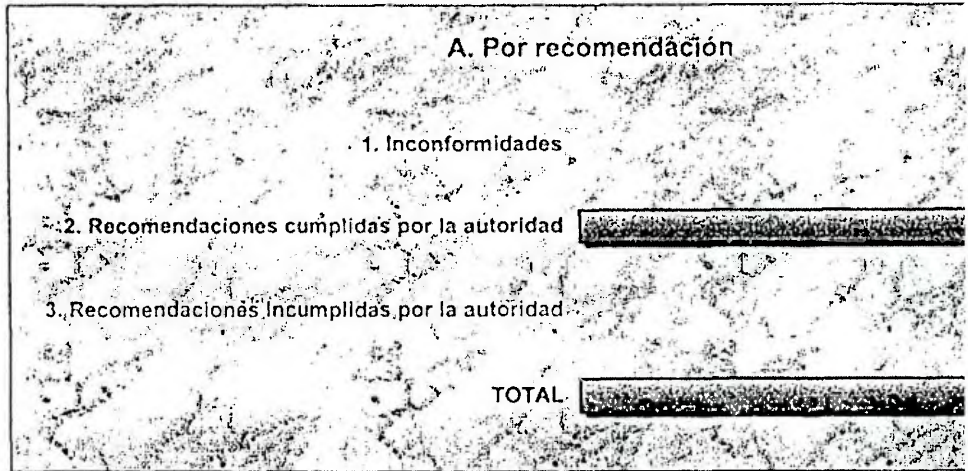 A. Por recomendación
1. Inconformidades
2. Recomendaciones cumplidas por la autoridad
3. Recomendaciones Incumplidas por la autoridad
TOTAL